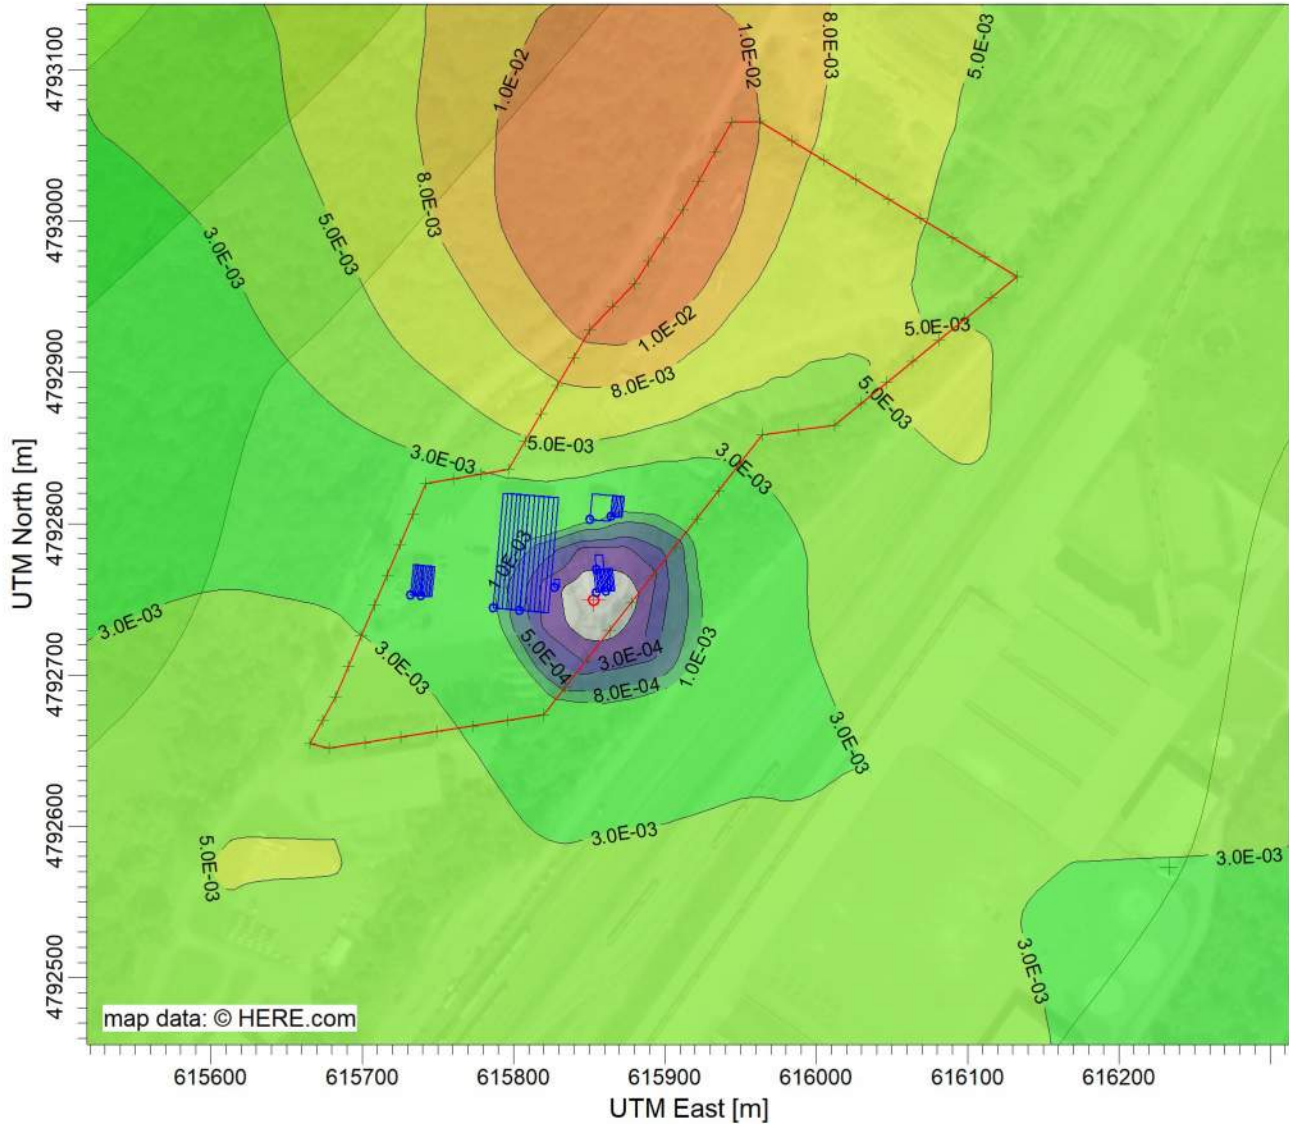 1.0E-02
1.0E-02
8.0E-03
5.0E-03
8.0E-03
3.0E-03
5.0E-03
1.0E-02
5.0E-03
8.0E-03
5.0E-03
5.0E-03
3.0E-03
3.0E-03
1.0E-03
3.0E-03
3.0E-03
5.0E-04
3.0E-04
1.0E-03
8.0E-04
3.0E-03
3.0E-03
5.0E-03
3.0E-03
3.0E-03
map data: © HERE.com
4793100
4793000
4792900
4792800
4792700
4792600
4792500
UTM North [m]
615600 615700 615800 615900 616000 616100 616200
UTM East [m]